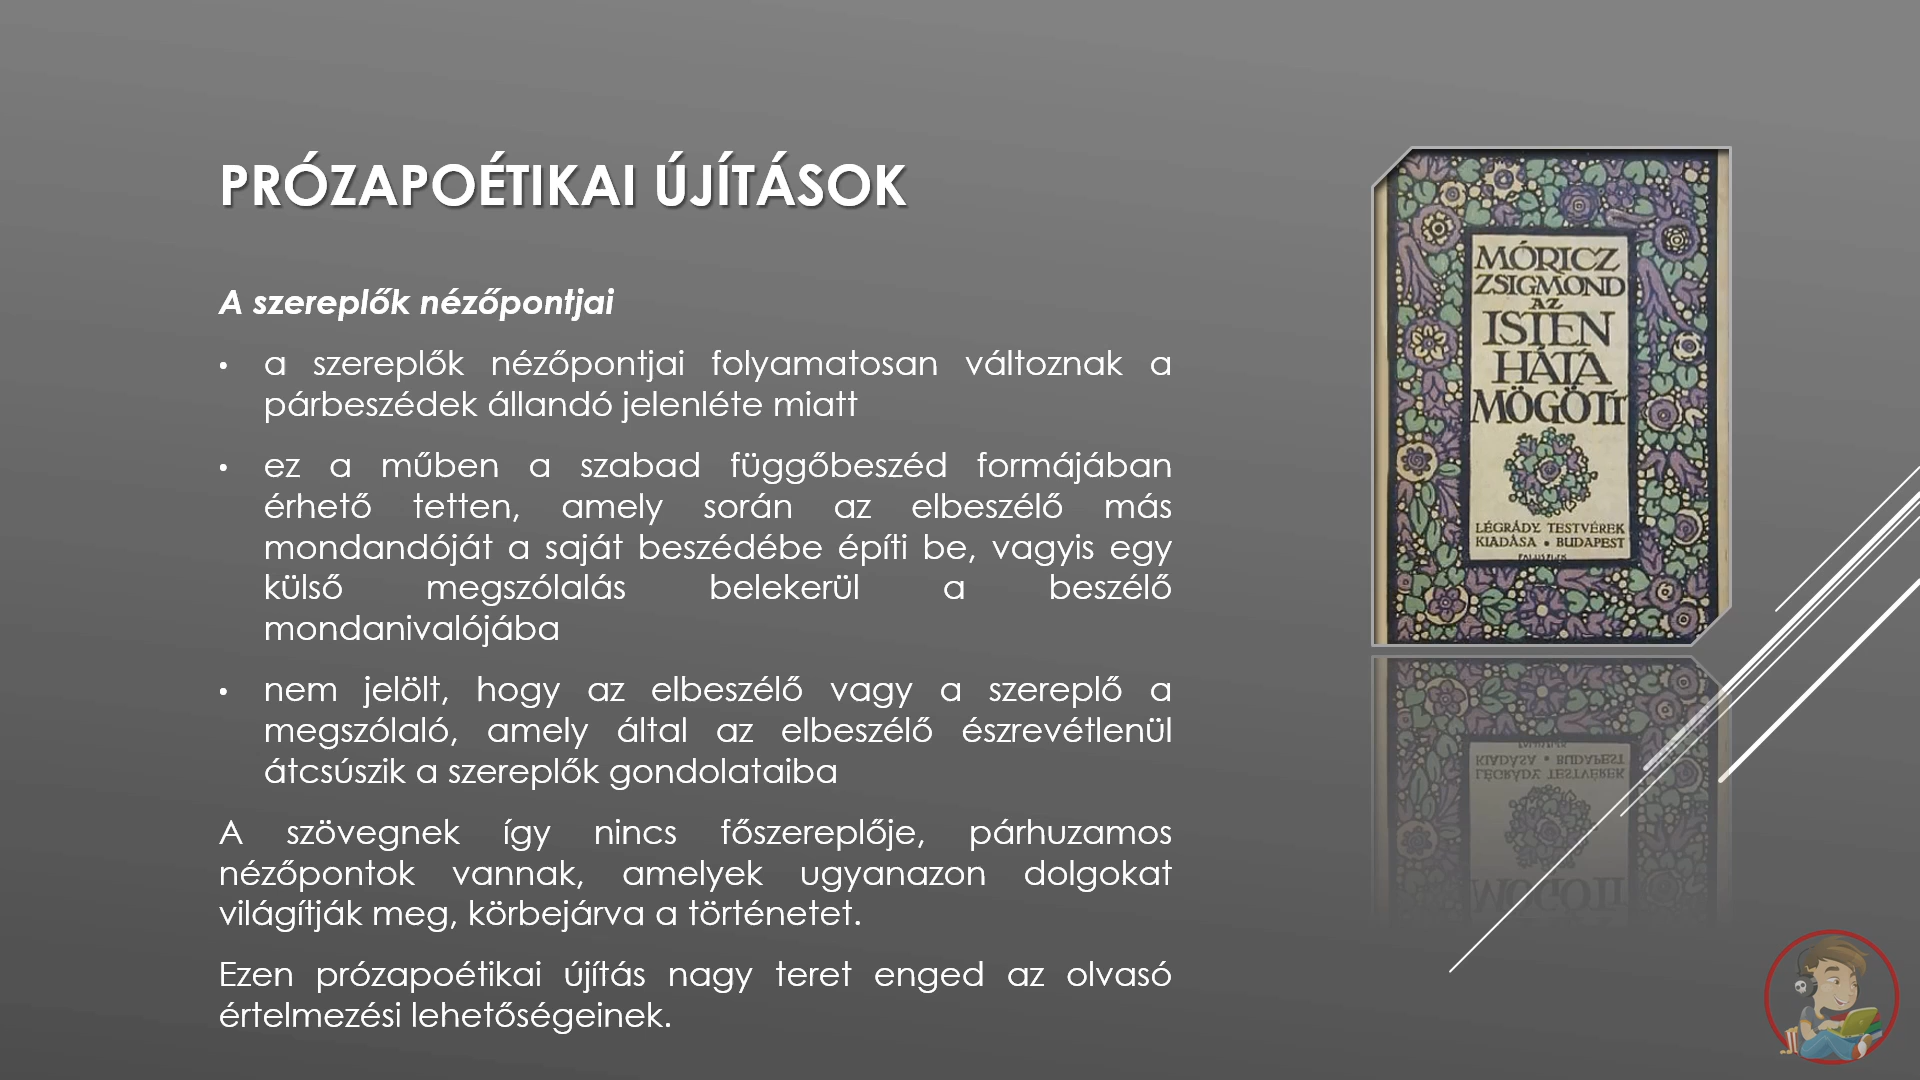 PRÓZAPOÉTIKAI ÚJÍTÁSOK
A szereplők nézőpontjai
• a szereplők nézőpontjai folyamatosan változnak a
párbeszédek állandó jelenléte miatt
• ez a műben a szabad függőbeszéd formájában
érhető tetten, amely során az elbeszélő más
mondandóját a saját beszédébe építi be, vagyis egy
külső megszólalás belekerül a beszélő
mondanivalójába
• nem jelölt, hogy az elbeszélő vagy a szereplő a
megszólaló, amely által az elbeszélő észrevétlenül
átcsúszik a szereplők gondolataiba
A szövegnek így nincs főszereplője, párhuzamos
nézőpontok vannak, amelyek ugyanazon dolgokat
világítják meg, körbejárva a történetet.
Ezen prózapoétikai újítás nagy teret enged az olvasó
értelmezési lehetőségeinek.
MÓRICZ
ZSIGMOND
AZ
ISTEN
HÁTA
MÖGÖTT
LÉGRÁDY TESTVÉREK
KIADÁSA • BUDAPEST